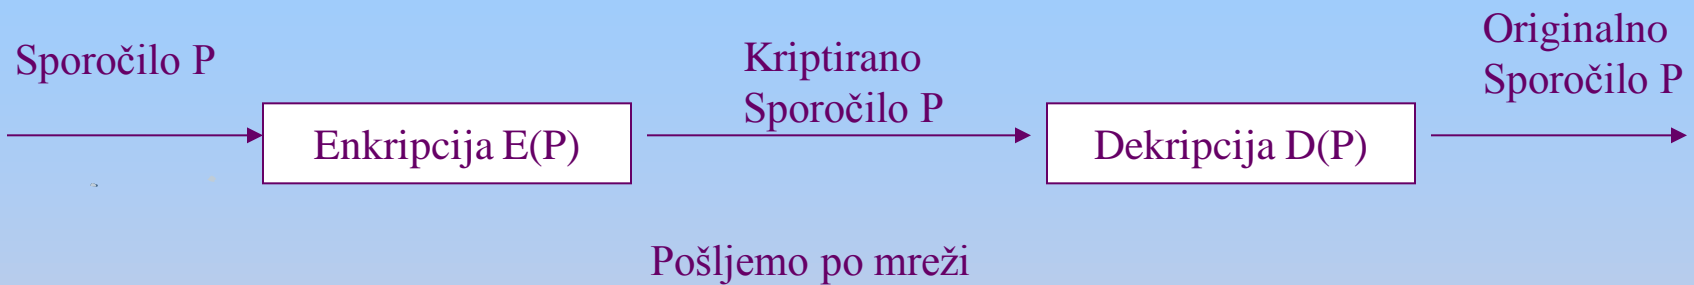 Sporočilo P
Enkripcija E(P)
Kriptirano
Sporočilo P
Dekripcija D(P)
Originalno
Sporočilo P
Pošljemo po mreži